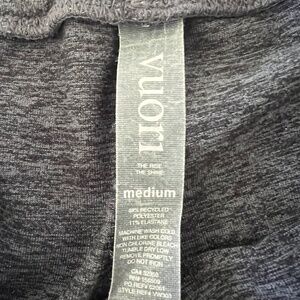 vuori
THE RISE
THE SHINE
medium
89% RECYCLED
POLYESTER
11% ELASTANE
MACHINE WASH COLD
WITH LIKE COLORS
NON CHLORINE BLEACH
TUMBLE DRY LOW
REMOVE PROMPTLY
DO NOT IRON